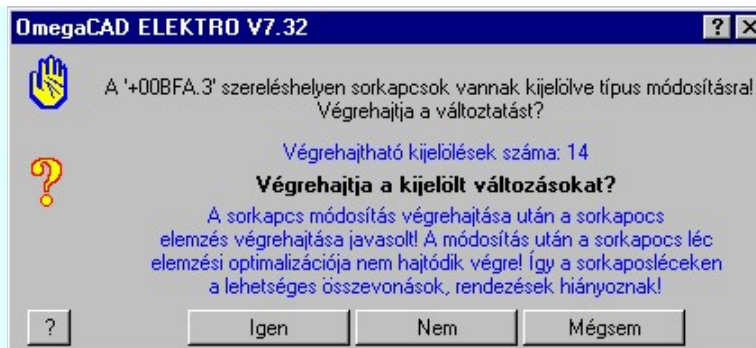 OmegaCAD ELEKTRO V7.32
A '+00BFA.3' szereléshelyen sorkapcsok vannak kijelölve típus módosításra!
Végrehajtja a változtatást?
Végrehajtható kijelölések száma: 14
Végrehajtja a kijelölt változásokat?
A sorkapcs módosítás végrehajtása után a sorkapocs
elemzés végrehajtása javasolt! A módosítás után a sorkapocs léc
elemzési optimalizációja nem hajtódik végre! Így a sorkaposléceken
a lehetséges összevonások, rendezések hiányoznak!
? Igen Nem Mégsem